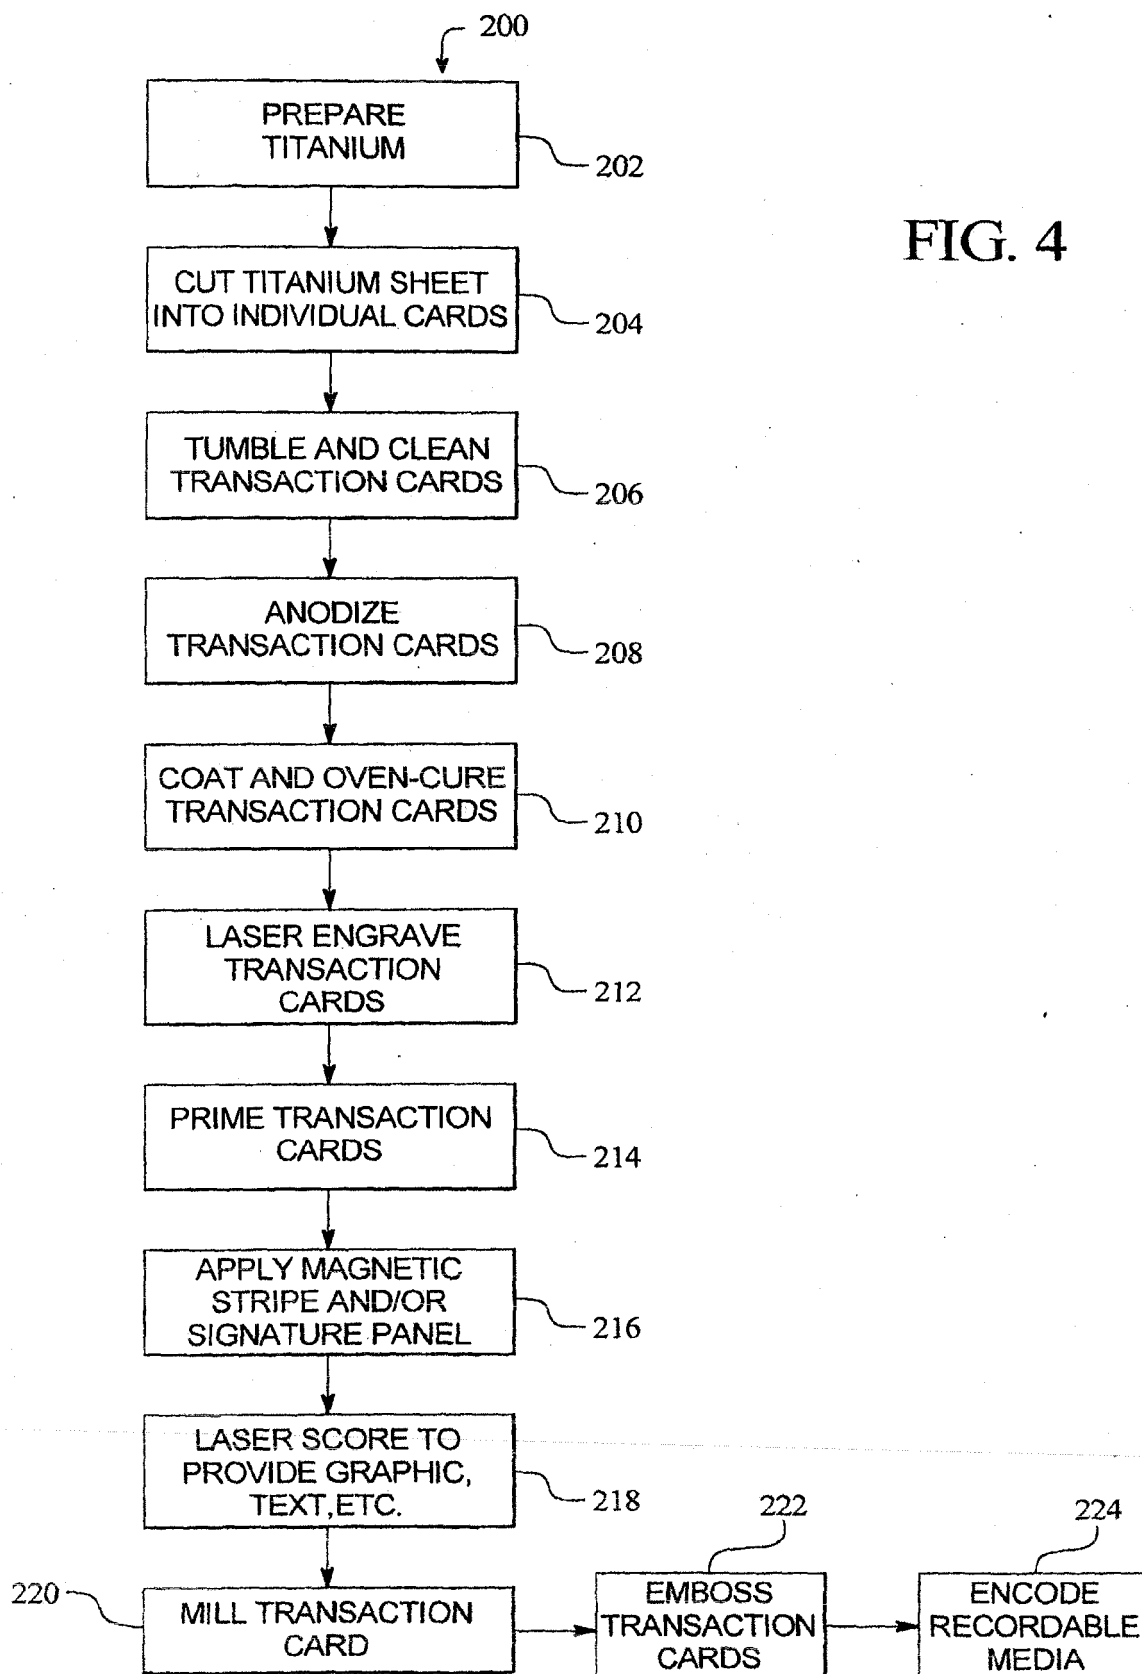 200
PREPARE
TITANIUM
202
FIG. 4
CUT TITANIUM SHEET
INTO INDIVIDUAL CARDS
204
TUMBLE AND CLEAN
TRANSACTION CARDS
206
ANODIZE
TRANSACTION CARDS
208
COAT AND OVEN-CURE
TRANSACTION CARDS
210
LASER ENGRAVE
TRANSACTION
CARDS
212
PRIME TRANSACTION
CARDS
214
APPLY MAGNETIC
STRIPE AND/OR
SIGNATURE PANEL
216
LASER SCORE TO
PROVIDE GRAPHIC,
TEXT,ETC.
218
220
MILL TRANSACTION
CARD
222
EMBOSS
TRANSACTION
CARDS
224
ENCODE
RECORDABLE
MEDIA